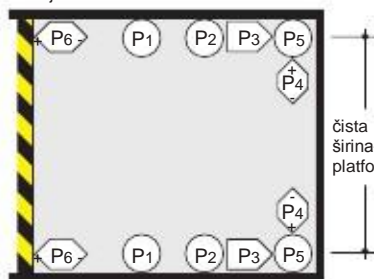 + P6 - P1 P2 P3 P5
+
P4
-
čista
širina
platfo
-
P4
+
+ P6 - P1 P2 P3 P5